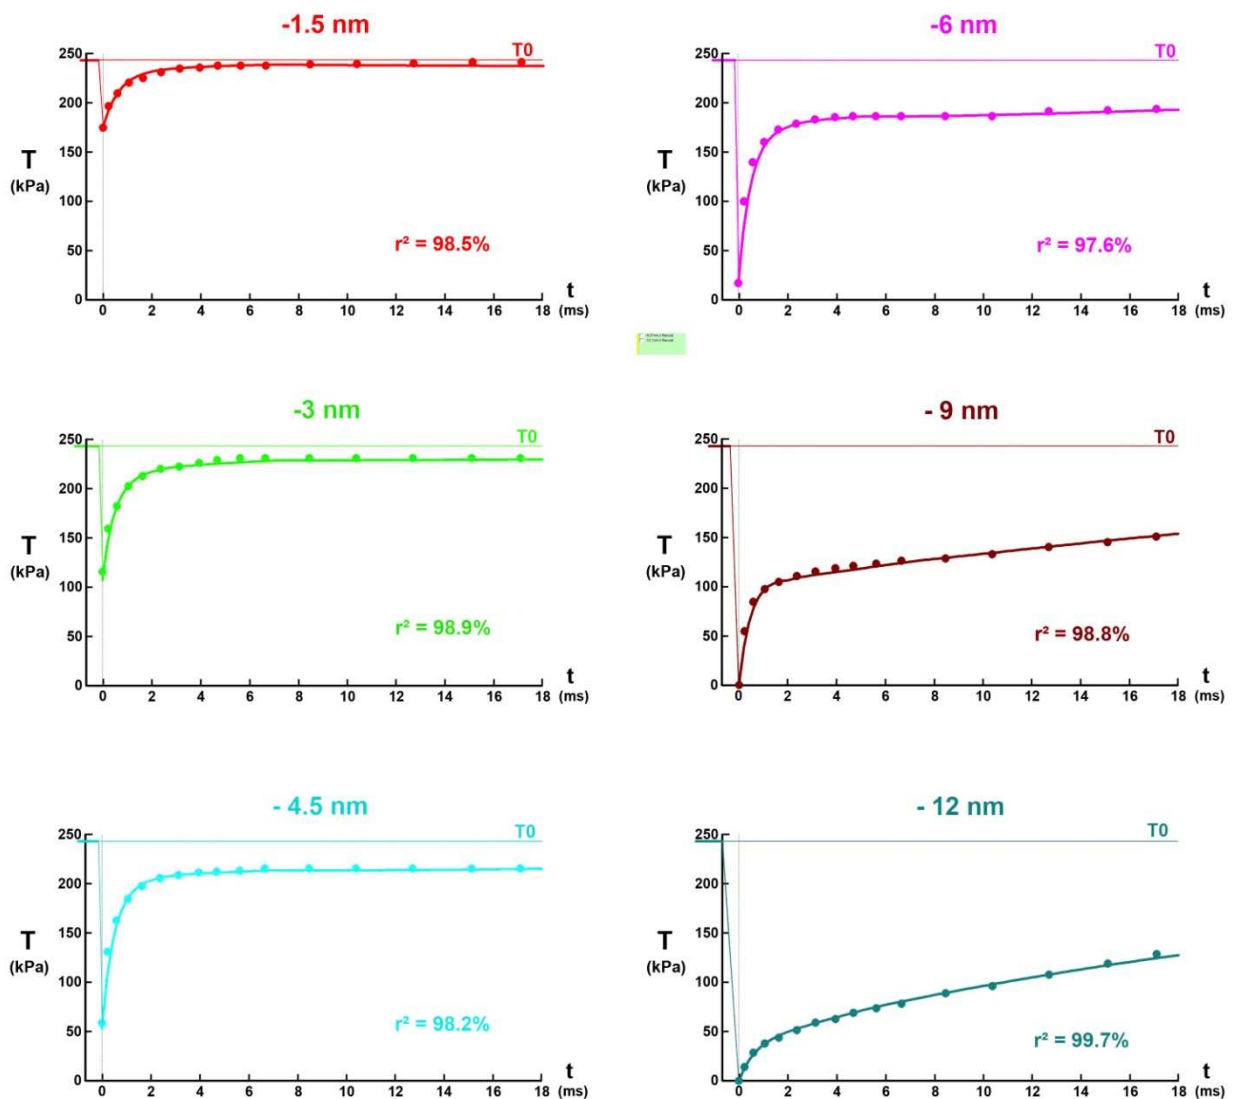 -1.5 nm
T0
250
200
150
100
50
0
T
(kPa)
r² = 98.5%
0 2 4 6 8 10 12 14 16 18
t
(ms)
-6 nm
T0
250
200
150
100
50
0
T
(kPa)
r² = 97.6%
0 2 4 6 8 10 12 14 16 18
t
(ms)
-3 nm
T0
250
200
150
100
50
0
T
(kPa)
r² = 98.9%
0 2 4 6 8 10 12 14 16 18
t
(ms)
- 9 nm
T0
250
200
150
100
50
0
T
(kPa)
r² = 98.8%
0 2 4 6 8 10 12 14 16 18
t
(ms)
- 4.5 nm
T0
250
200
150
100
50
0
T
(kPa)
r² = 98.2%
0 2 4 6 8 10 12 14 16 18
t
(ms)
- 12 nm
T0
250
200
150
100
50
0
T
(kPa)
r² = 99.7%
0 2 4 6 8 10 12 14 16 18
t
(ms)